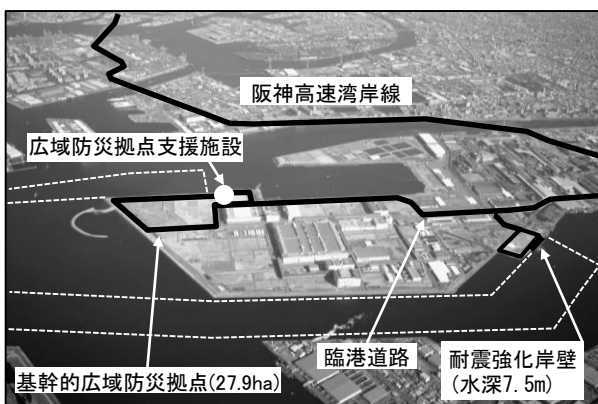 阪神高速湾岸線
広域防災拠点支援施設
臨港道路
耐震強化岸壁
(水深7.5m)
基幹的広域防災拠点(27.9ha)